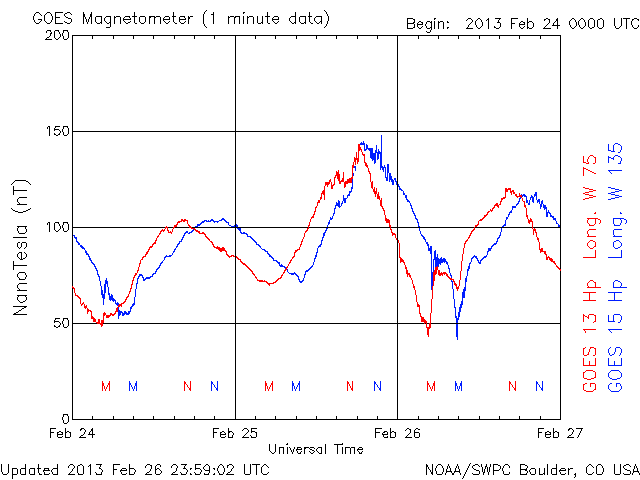 GOES Magnetometer (1 minute data)
Begin: 2013 Feb 24 0000 UTC
200
150
100
50
0
NanoTesla (nT)
M M N N M M N N M M N N
Feb 24 Feb 25 Feb 26 Feb 27
Universal Time
GOES 13 Hp Long. W 75
GOES 15 Hp Long. W 135
Updated 2013 Feb 26 23:59:02 UTC
NOAA/SWPC Boulder, CO USA